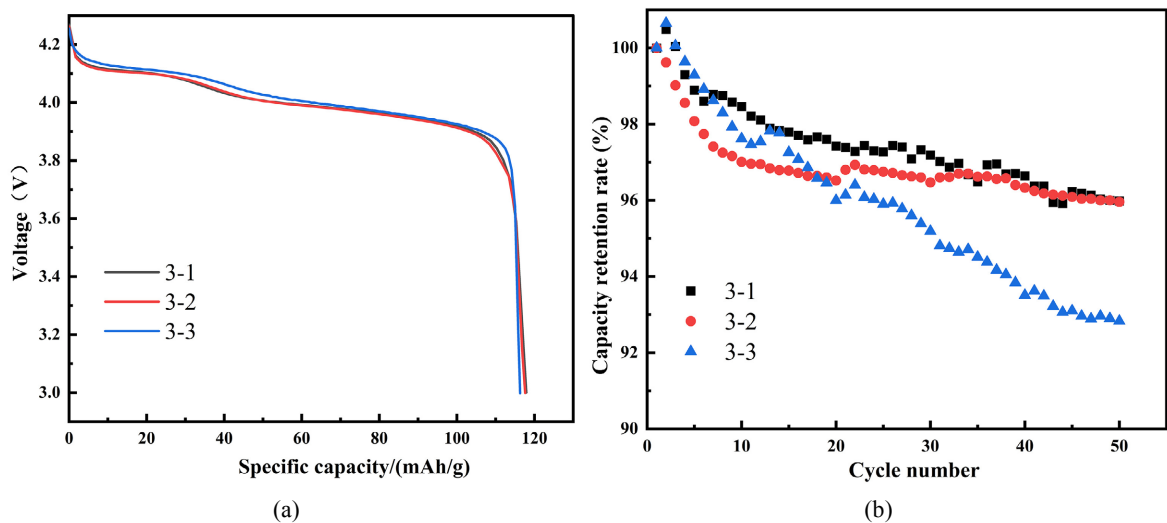 4.2
4.0
3.8
3.6
3.4
3.2
3.0
Voltage（V）
3-1
3-2
3-3
0 20 40 60 80 100 120
Specific capacity/(mAh/g)
(a)
100
98
96
94
92
90
Capacity retention rate (%)
3-1
3-2
3-3
0 10 20 30 40 50
Cycle number
(b)